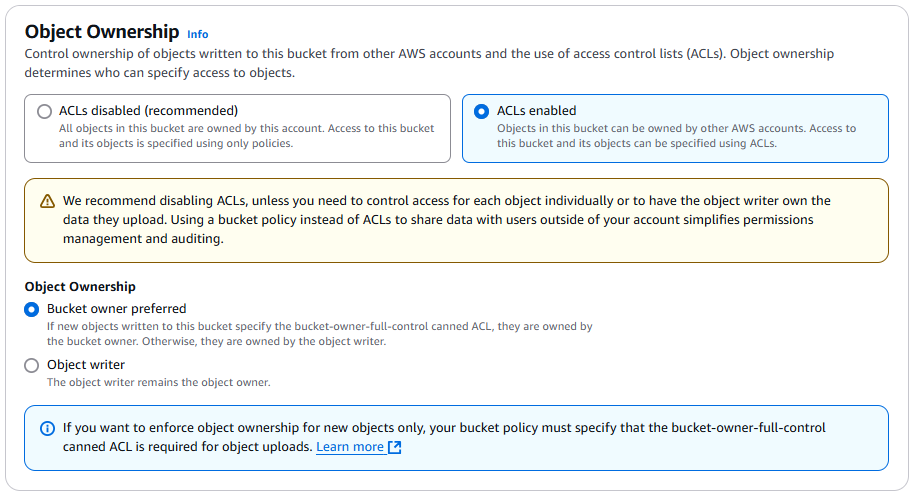 Object Ownership Info
Control ownership of objects written to this bucket from other AWS accounts and the use of access control lists (ACLs). Object ownership
determines who can specify access to objects.
ACLs disabled (recommended)
All objects in this bucket are owned by this account. Access to this bucket
and its objects is specified using only policies.
ACLs enabled
Objects in this bucket can be owned by other AWS accounts. Access to
this bucket and its objects can be specified using ACLs.
We recommend disabling ACLs, unless you need to control access for each object individually or to have the object writer own the
data they upload. Using a bucket policy instead of ACLs to share data with users outside of your account simplifies permissions
management and auditing.
Object Ownership
Bucket owner preferred
If new objects written to this bucket specify the bucket-owner-full-control canned ACL, they are owned by
the bucket owner. Otherwise, they are owned by the object writer.
Object writer
The object writer remains the object owner.
If you want to enforce object ownership for new objects only, your bucket policy must specify that the bucket-owner-full-control
canned ACL is required for object uploads. Learn more